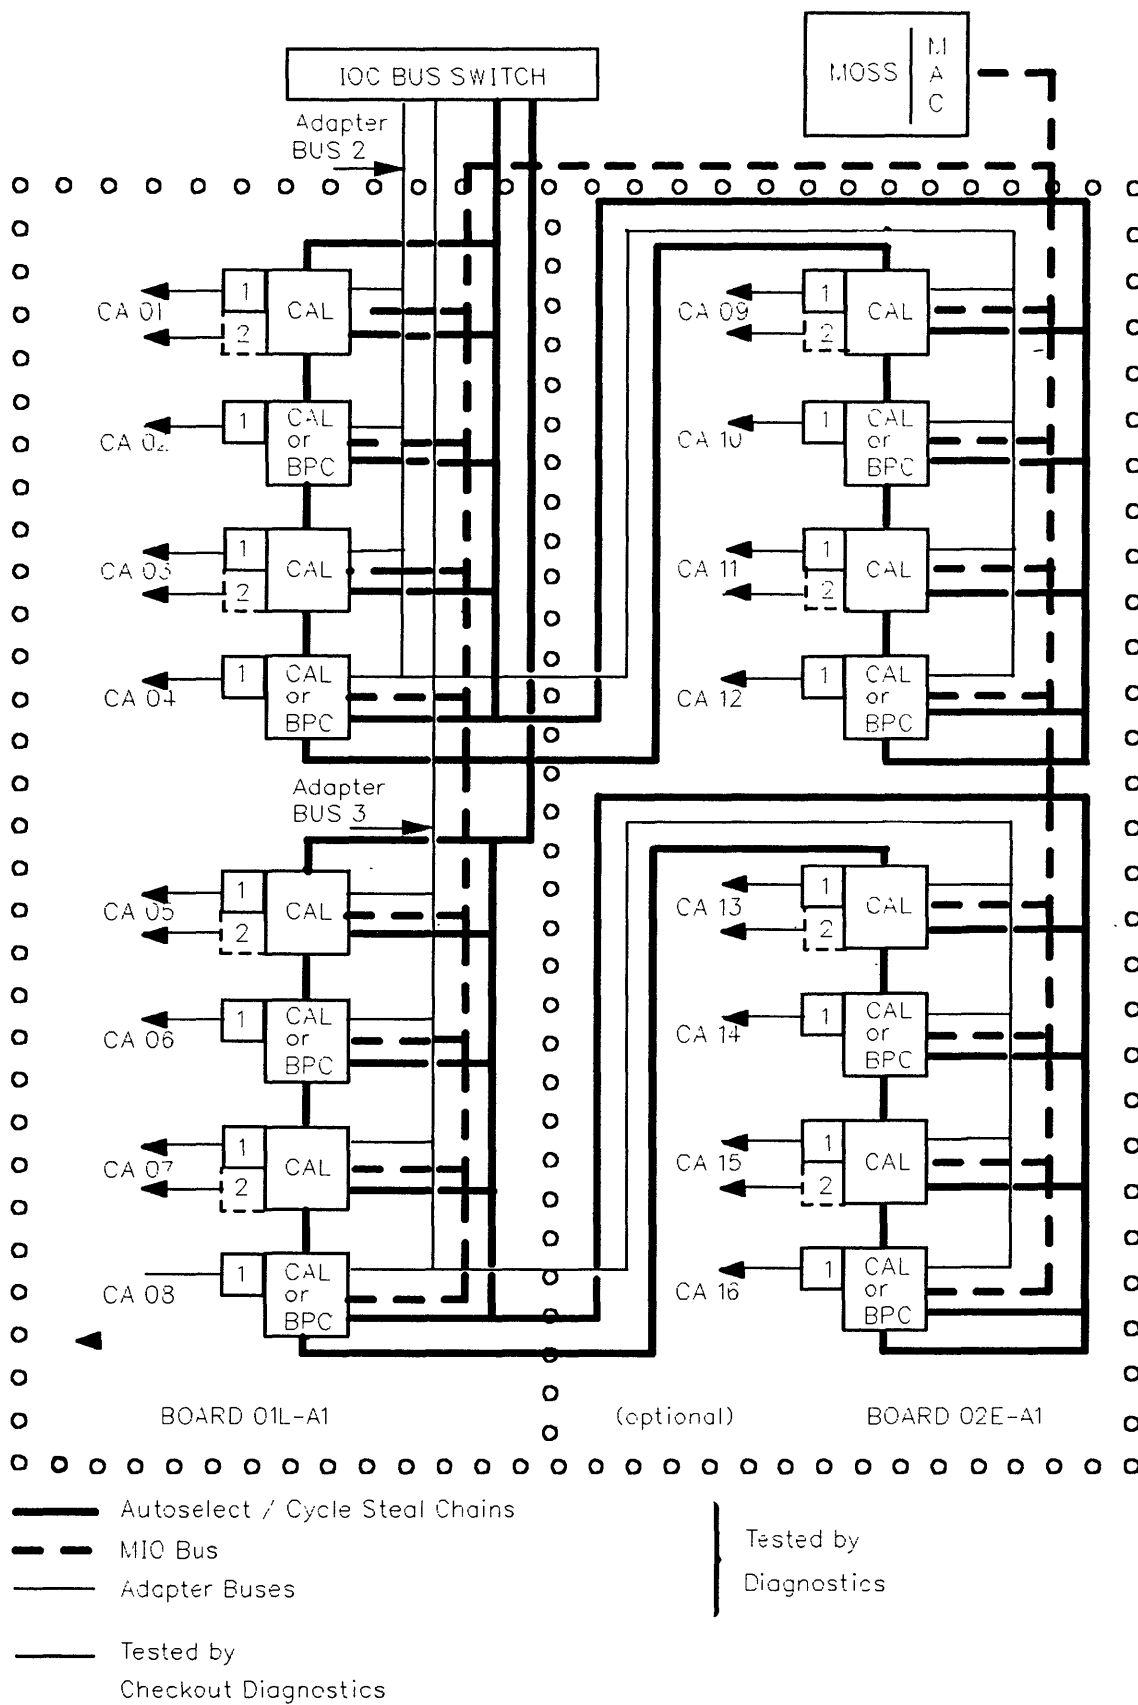 IOC BUS SWITCH
MOSS
MAC
Adapter
BUS 2
1
CAL
CA 01
2
1
CAL
CA 09
2
1
CAL
or
BPC
CA 02
1
CAL
or
BPC
CA 10
1
CAL
CA 03
2
1
CAL
CA 11
2
1
CAL
or
BPC
CA 04
1
CAL
or
BPC
CA 12
Adapter
BUS 3
1
CAL
CA 05
2
1
CAL
CA 13
2
1
CAL
or
BPC
CA 06
1
CAL
or
BPC
CA 14
1
CAL
CA 07
2
1
CAL
CA 15
2
1
CAL
or
BPC
CA 08
1
CAL
or
BPC
CA 16
BOARD 01L-A1
(optional)
BOARD 02E-A1
Autoselect / Cycle Steal Chains
MIO Bus
Adapter Buses
Tested by
Diagnostics
Tested by
Checkout Diagnostics